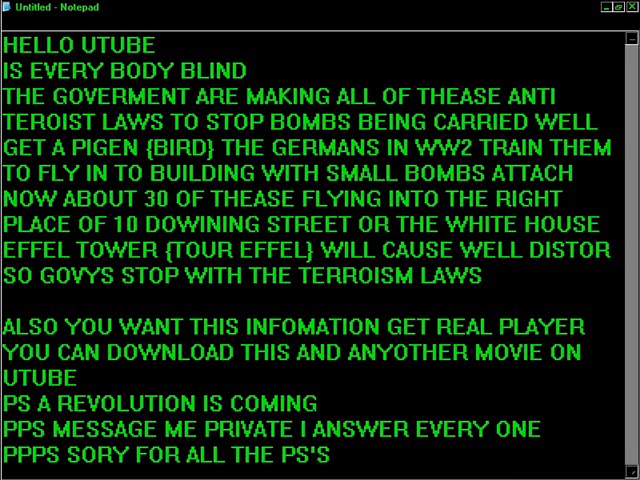 Untitled - Notepad
HELLO UTUBE
IS EVERY BODY BLIND
THE GOVERMENT ARE MAKING ALL OF THEASE ANTI
TEROIST LAWS TO STOP BOMBS BEING CARRIED WELL
GET A PIGEN {BIRD} THE GERMANS IN WW2 TRAIN THEM
TO FLY IN TO BUILDING WITH SMALL BOMBS ATTACH
NOW ABOUT 30 OF THEASE FLYING INTO THE RIGHT
PLACE OF 10 DOWINING STREET OR THE WHITE HOUSE
EFFEL TOWER {TOUR EFFEL} WILL CAUSE WELL DISTOR
SO GOVYS STOP WITH THE TERROISM LAWS
ALSO YOU WANT THIS INFOMATION GET REAL PLAYER
YOU CAN DOWNLOAD THIS AND ANYOTHER MOVIE ON
UTUBE
PS A REVOLUTION IS COMING
PPS MESSAGE ME PRIVATE I ANSWER EVERY ONE
PPPS SORY FOR ALL THE PS'S